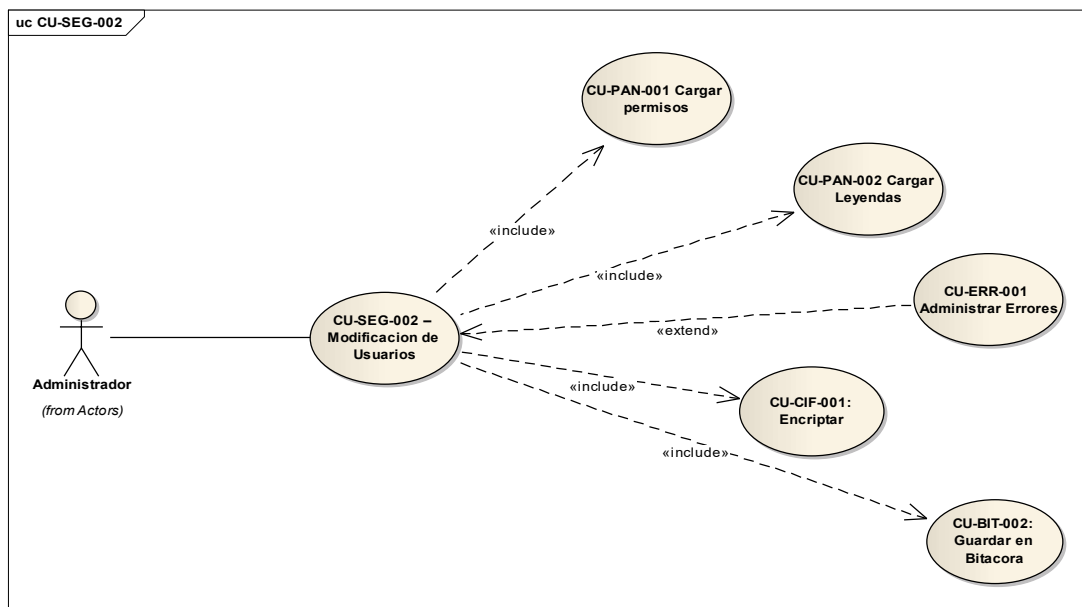 uc CU-SEG-002
CU-PAN-001 Cargar
permisos
CU-PAN-002 Cargar
Leyendas
«include»
«include»
CU-ERR-001
Administrar Errores
CU-SEG-002 –
Modificacion de
Usuarios
«extend»
Administrador
(from Actors)
«include»
CU-CIF-001:
Encriptar
«include»
CU-BIT-002:
Guardar en
Bitacora